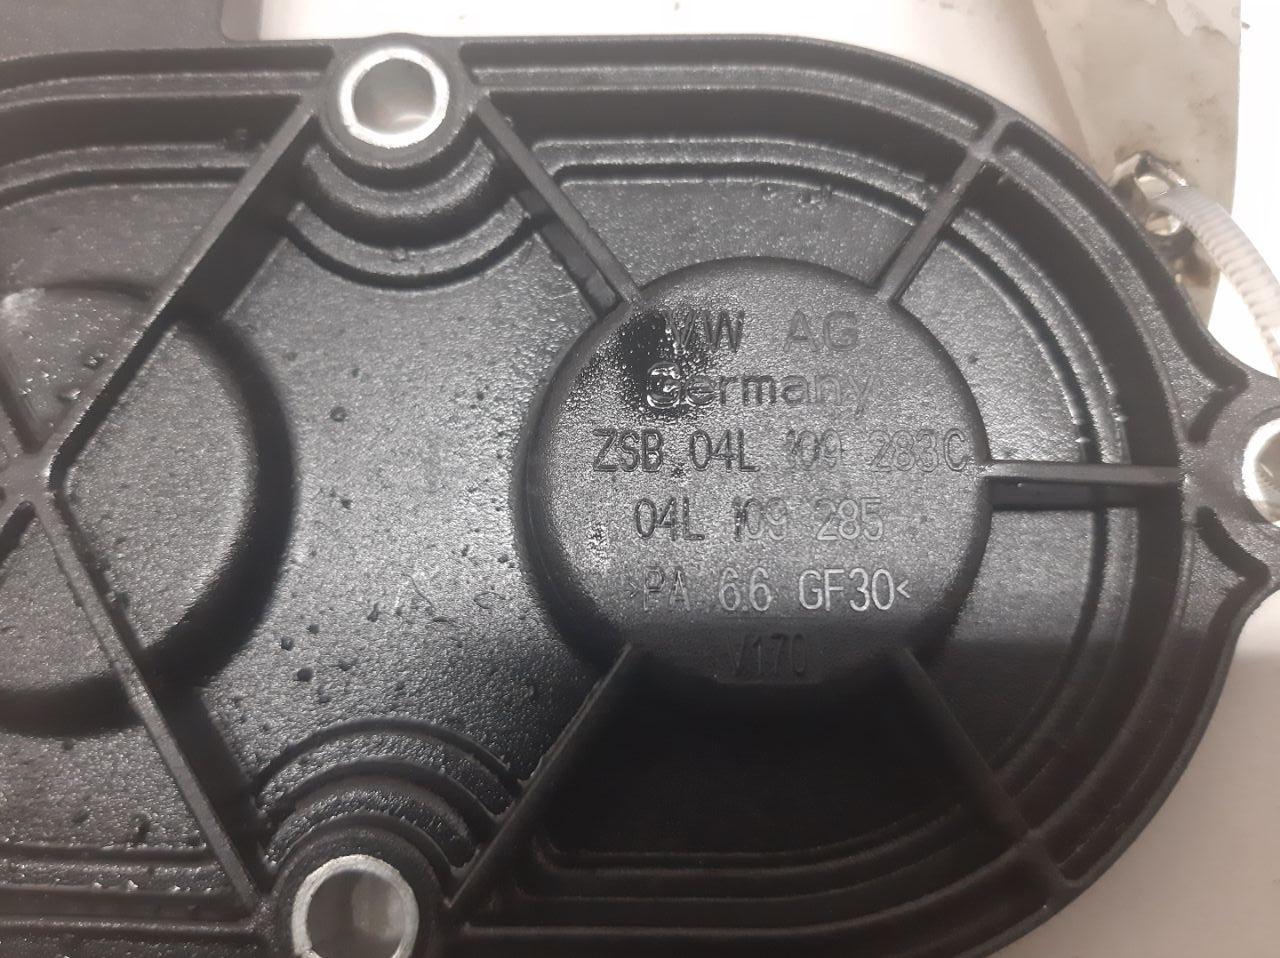 VW AG
Germany
ZSB 04L 109 283C
04L 109 285
>PA 6.6 GF30<
V170